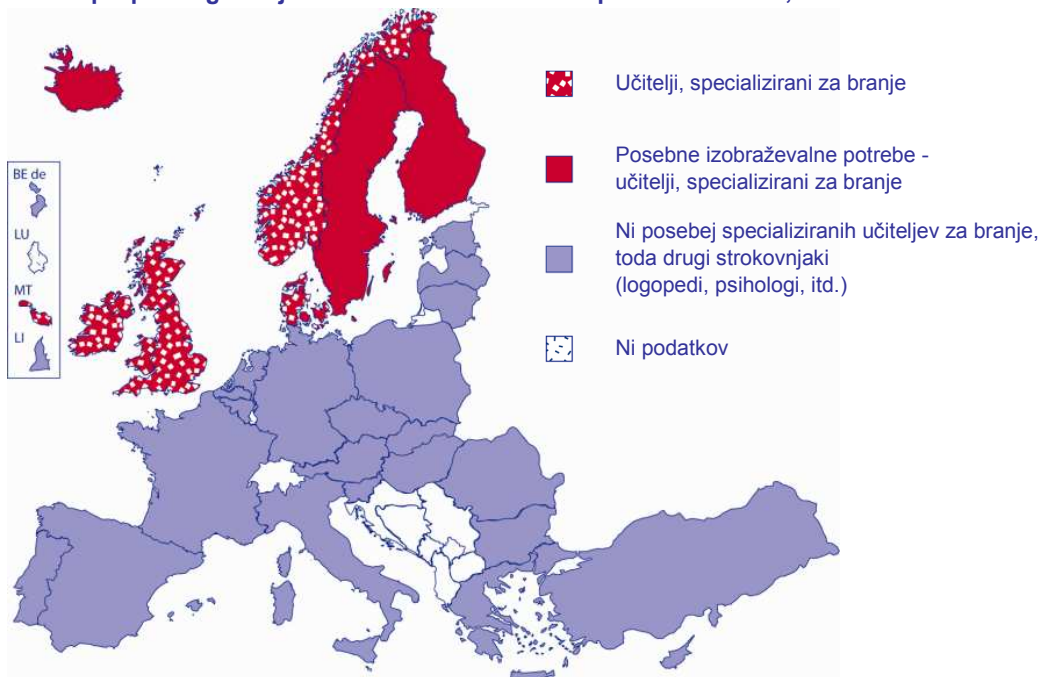 Učitelji, specializirani za branje
Posebne izobraževalne potrebe -
učitelji, specializirani za branje
Ni posebej specializiranih učiteljev za branje,
toda drugi strokovnjaki
(logopedi, psihologi, itd.)
Ni podatkov
BE de
LU
MT
LI